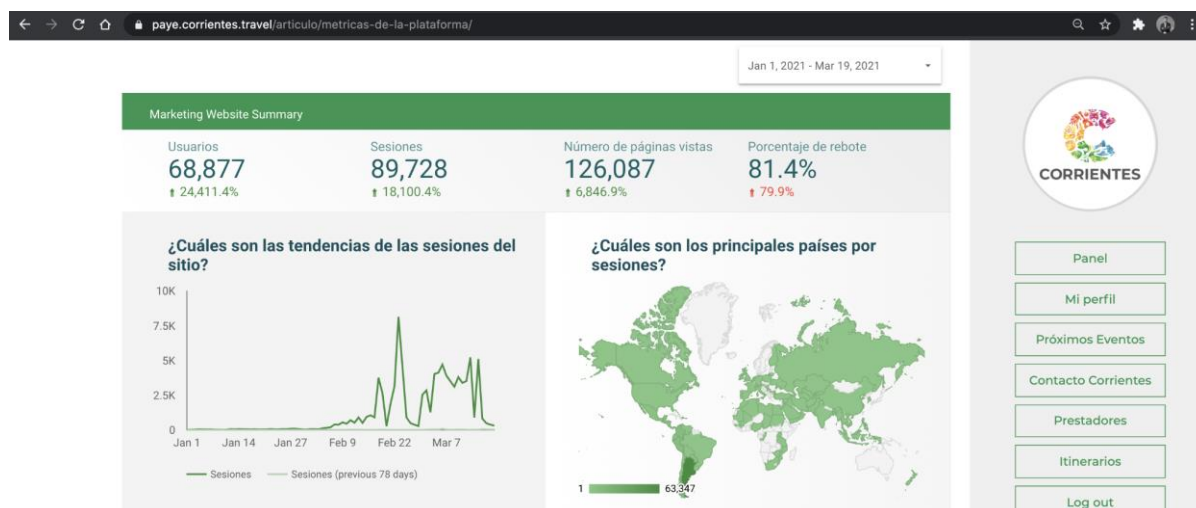 paye.corrientes.travel/articulo/metricas-de-la-plataforma/
Jan 1, 2021 - Mar 19, 2021
Marketing Website Summary
Usuarios
68,877
24,411.4%
Sesiones
89,728
18,100.4%
Número de páginas vistas
126,087
6,846.9%
Porcentaje de rebote
81.4%
79.9%
¿Cuáles son las tendencias de las sesiones del
sitio?
10K
7.5K
5K
2.5K
0
Jan 1
Jan 14
Jan 27
Feb 9
Feb 22
Mar 7
Sesiones
Sesiones (previous 78 days)
¿Cuáles son los principales países por
sesiones?
1
63,347
CORRIENTES
Panel
Mi perfil
Próximos Eventos
Contacto Corrientes
Prestadores
Itinerarios
Log out